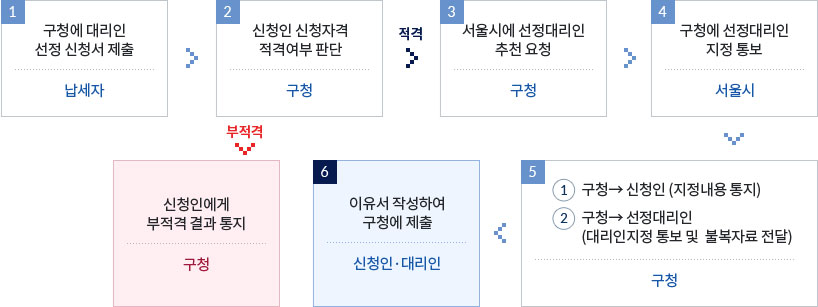 1
구청에 대리인
선정 신청서 제출
납세자
2
신청인 신청자격
적격여부 판단
구청
적격
3
서울시에 선정대리인
추천 요청
구청
4
구청에 선정대리인
지정 통보
서울시
부적격
신청인에게
부적격 결과 통지
구청
5
① 구청→ 신청인 (지정내용 통지)
② 구청→ 선정대리인
(대리인지정 통보 및 불복자료 전달)
구청
6
이유서 작성하여
구청에 제출
신청인·대리인